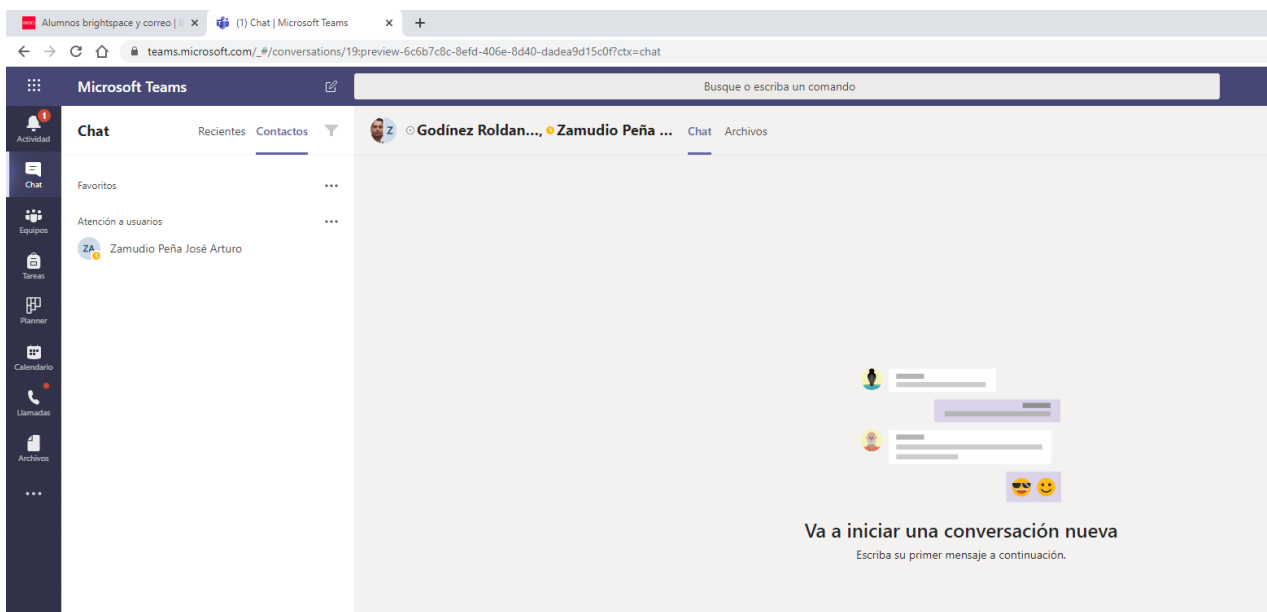 Alumnos brightspace y correo | I
(1) Chat | Microsoft Teams
teams.microsoft.com/_#/conversations/19:preview-6c6b7c8c-8efd-406e-8d40-dadea9d15c0f?ctx=chat
Microsoft Teams
Busque o escriba un comando
1
Actividad
Chat
Equipos
Tareas
Planner
Calendario
Llamadas
Archivos
Chat Recientes Contactos
Favoritos
Atención a usuarios
ZA Zamudio Peña José Arturo
Z Godínez Roldan..., Zamudio Peña ... Chat Archivos
Va a iniciar una conversación nueva
Escriba su primer mensaje a continuación.